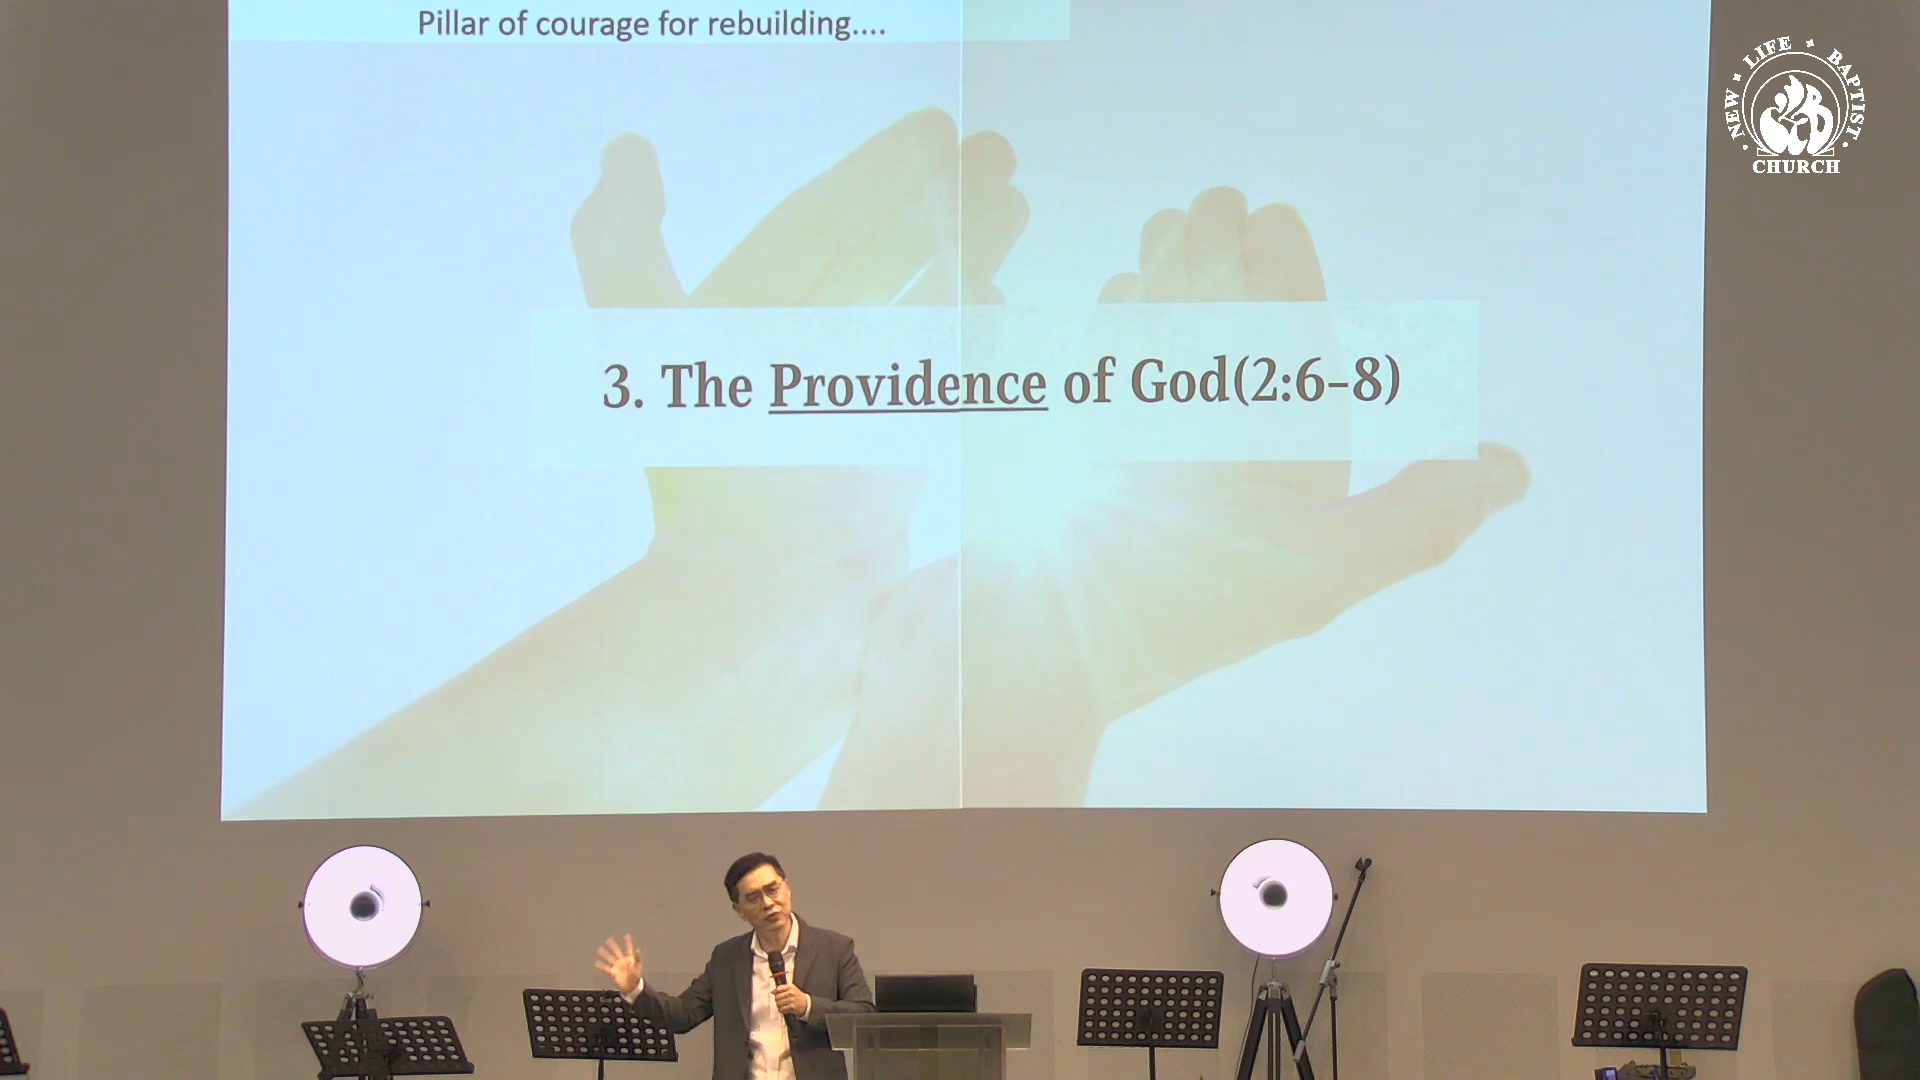 Pillar of courage for rebuilding....
NEW • LIFE • BAPTIST
CHURCH
3. The Providence of God(2:6-8)